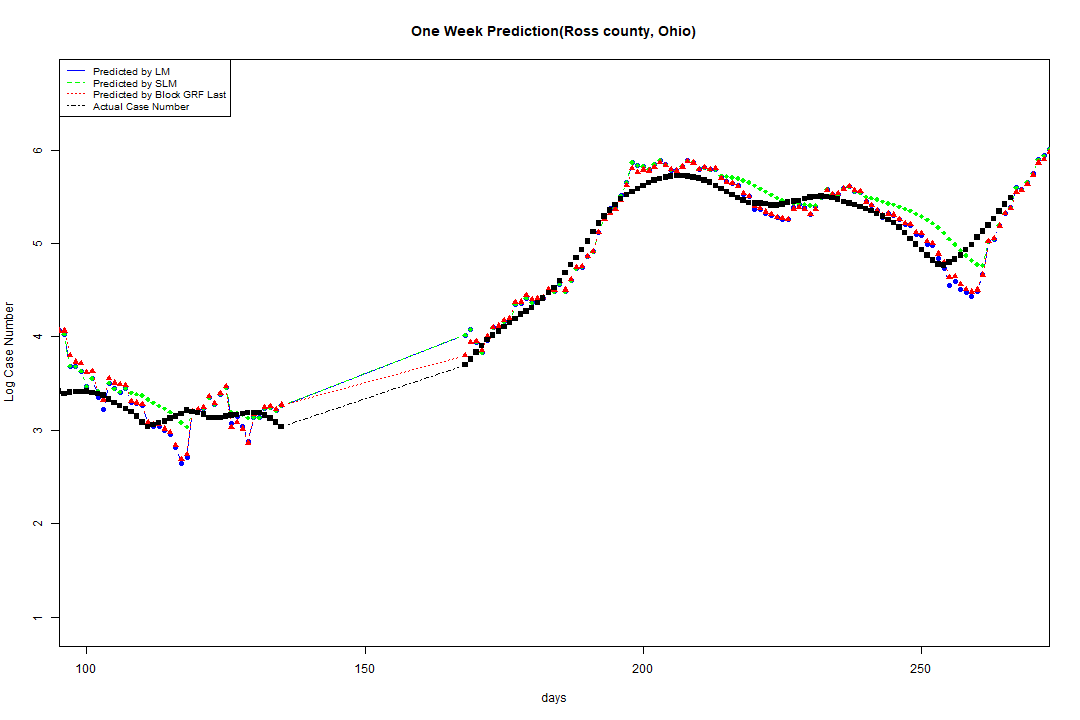 One Week Prediction(Ross county, Ohio)
Predicted by LM
Predicted by SLM
Predicted by Block GRF Last
Actual Case Number
6
5
4
3
2
1
Log Case Number
100 150 200 250
days